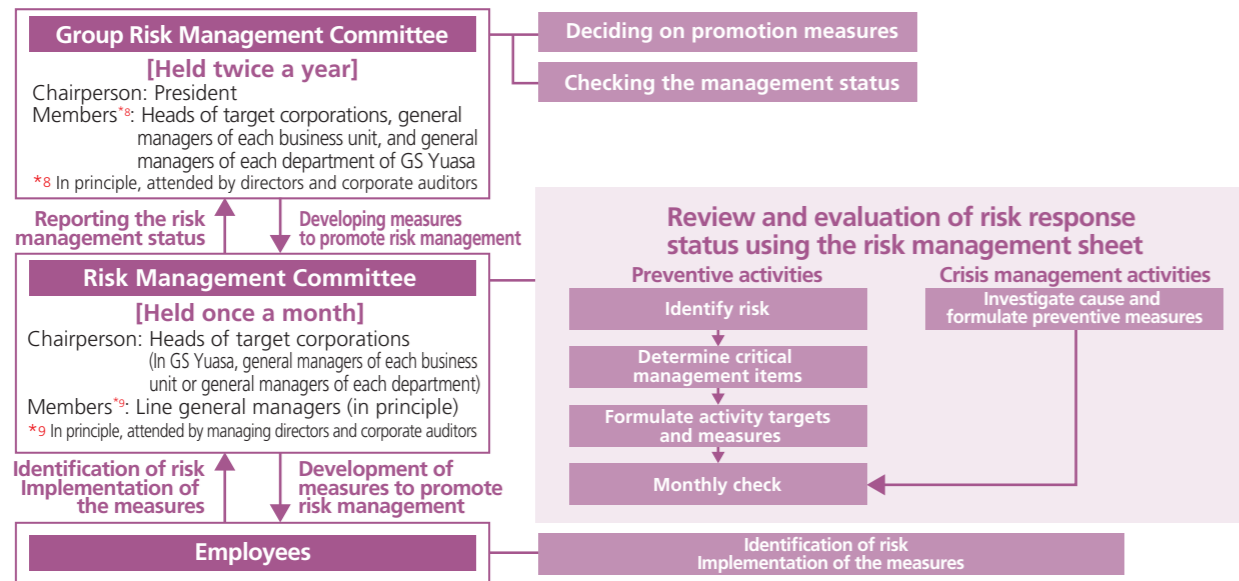 Group Risk Management Committee
[Held twice a year]
Chairperson: President
Members*8: Heads of target corporations, general
managers of each business unit, and general
managers of each department of GS Yuasa
*8 In principle, attended by directors and corporate auditors
Deciding on promotion measures
Checking the management status
Reporting the risk
management status
Developing measures
to promote risk management
Risk Management Committee
[Held once a month]
Chairperson: Heads of target corporations
(In GS Yuasa, general managers of each business
unit or general managers of each department)
Members*9: Line general managers (in principle)
*9 In principle, attended by managing directors and corporate auditors
Review and evaluation of risk response
status using the risk management sheet
Preventive activities
Identify risk
Determine critical
management items
Formulate activity targets
and measures
Monthly check
Crisis management activities
Investigate cause and
formulate preventive measures
Identification of risk
Implementation of
the measures
Development of
measures to promote
risk management
Employees
Identification of risk
Implementation of the measures